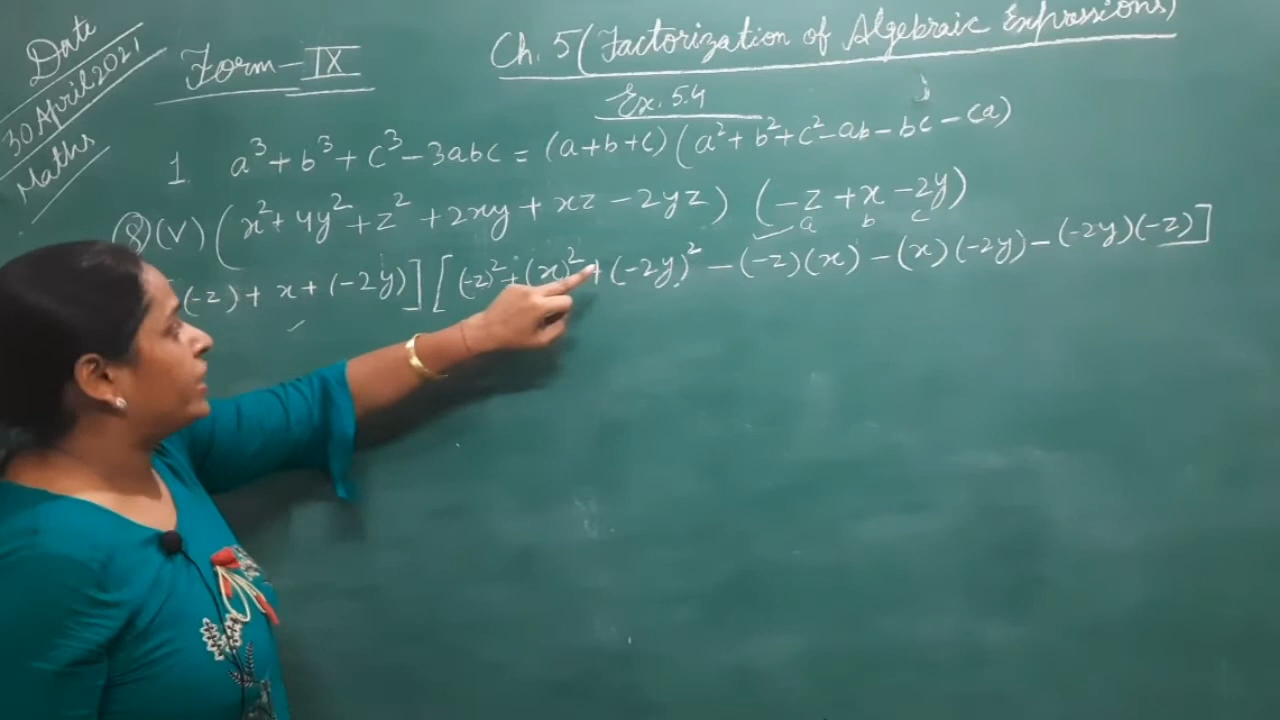 Date
30 April 2021
Maths
Form - IX
Ch. 5 (Factorization of Algebraic Expressions)
Ex. 5.4
1 a³ + b³ + c³ - 3abc = (a+b+c) (a² + b² + c² - ab - bc - ca)
⑧ (V) (x² + 4y² + z² + 2xy + xz - 2yz) (-z + x - 2y)
a b c
(-z) + x + (-2y)] [(-z)² + (x)² + (-2y)² - (-z)(x) - (x)(-2y) - (-2y)(-z)]